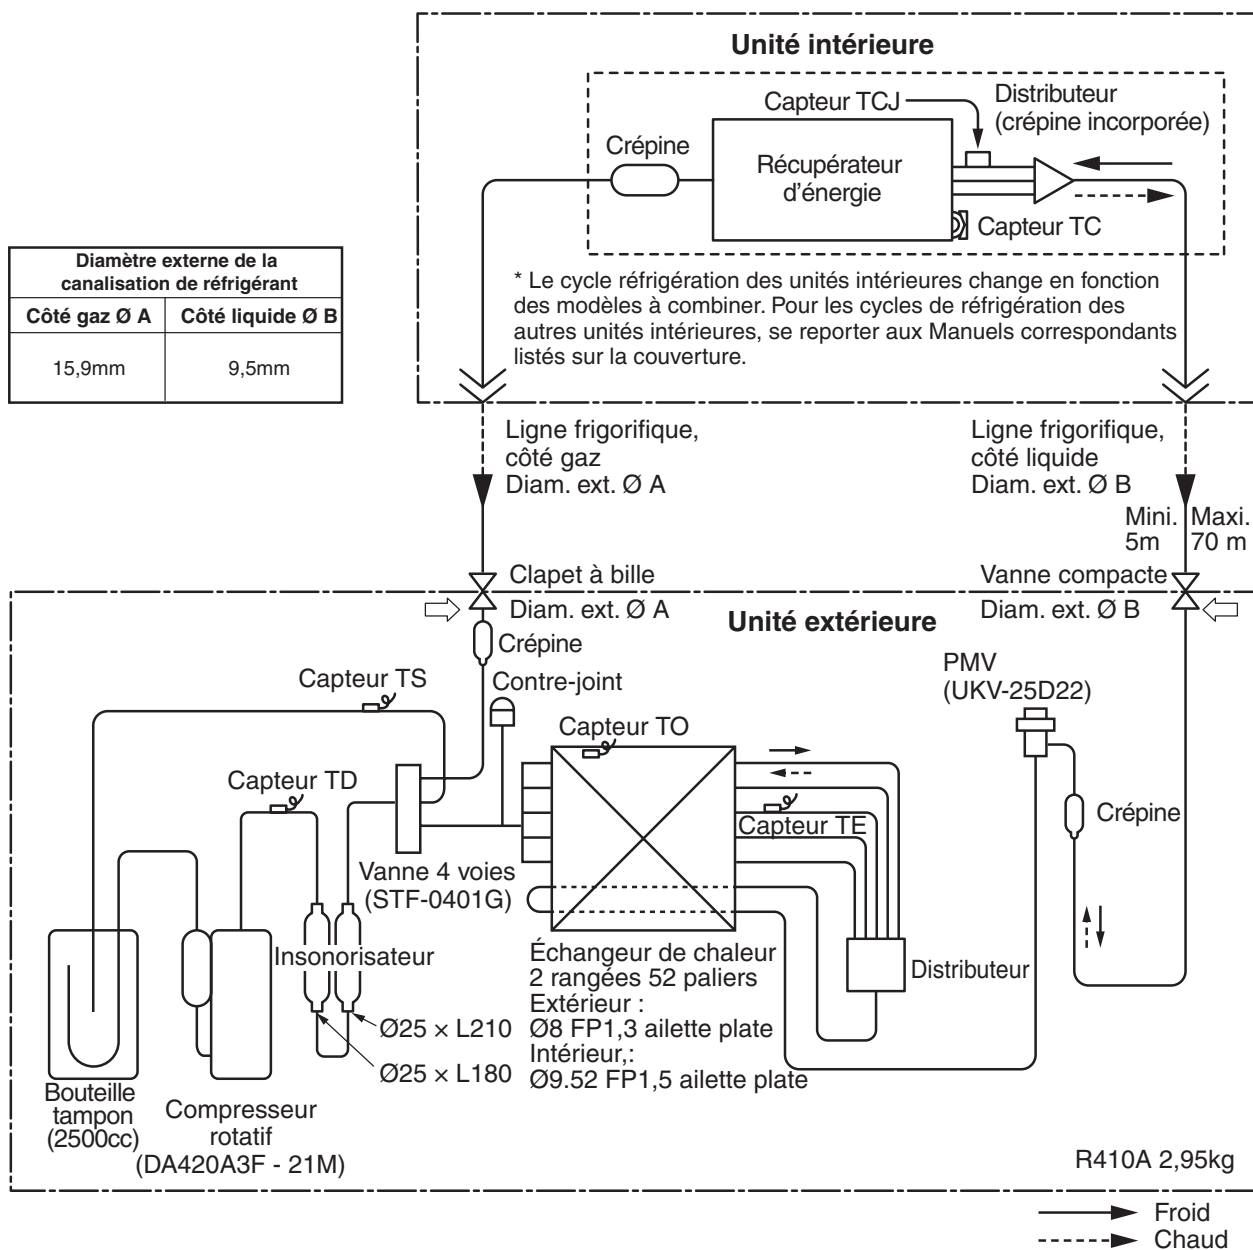 Unité intérieure
Capteur TCJ
Distributeur
(crépine incorporée)
Crépine
Récupérateur
d'énergie
Capteur TC
* Le cycle réfrigération des unités intérieures change en fonction
des modèles à combiner. Pour les cycles de réfrigération des
autres unités intérieures, se reporter aux Manuels correspondants
listés sur la couverture.
Diamètre externe de la
canalisation de réfrigérant
Côté gaz Ø A
Côté liquide Ø B
15,9mm
9,5mm
Ligne frigorifique,
côté gaz
Diam. ext. Ø A
Ligne frigorifique,
côté liquide
Diam. ext. Ø B
Mini.
5m
Maxi.
70 m
Clapet à bille
Diam. ext. Ø A
Vanne compacte
Diam. ext. Ø B
Unité extérieure
Crépine
Capteur TS
Contre-joint
PMV
(UKV-25D22)
Capteur TO
Capteur TD
Capteur TE
Crépine
Vanne 4 voies
(STF-0401G)
Insonorisateur
Échangeur de chaleur
2 rangées 52 paliers
Extérieur :
Ø8 FP1,3 ailette plate
Intérieur,:
Ø9.52 FP1,5 ailette plate
Distributeur
Ø25 × L210
Ø25 × L180
Bouteille
tampon
(2500cc)
Compresseur
rotatif
(DA420A3F - 21M)
R410A 2,95kg
Froid
Chaud